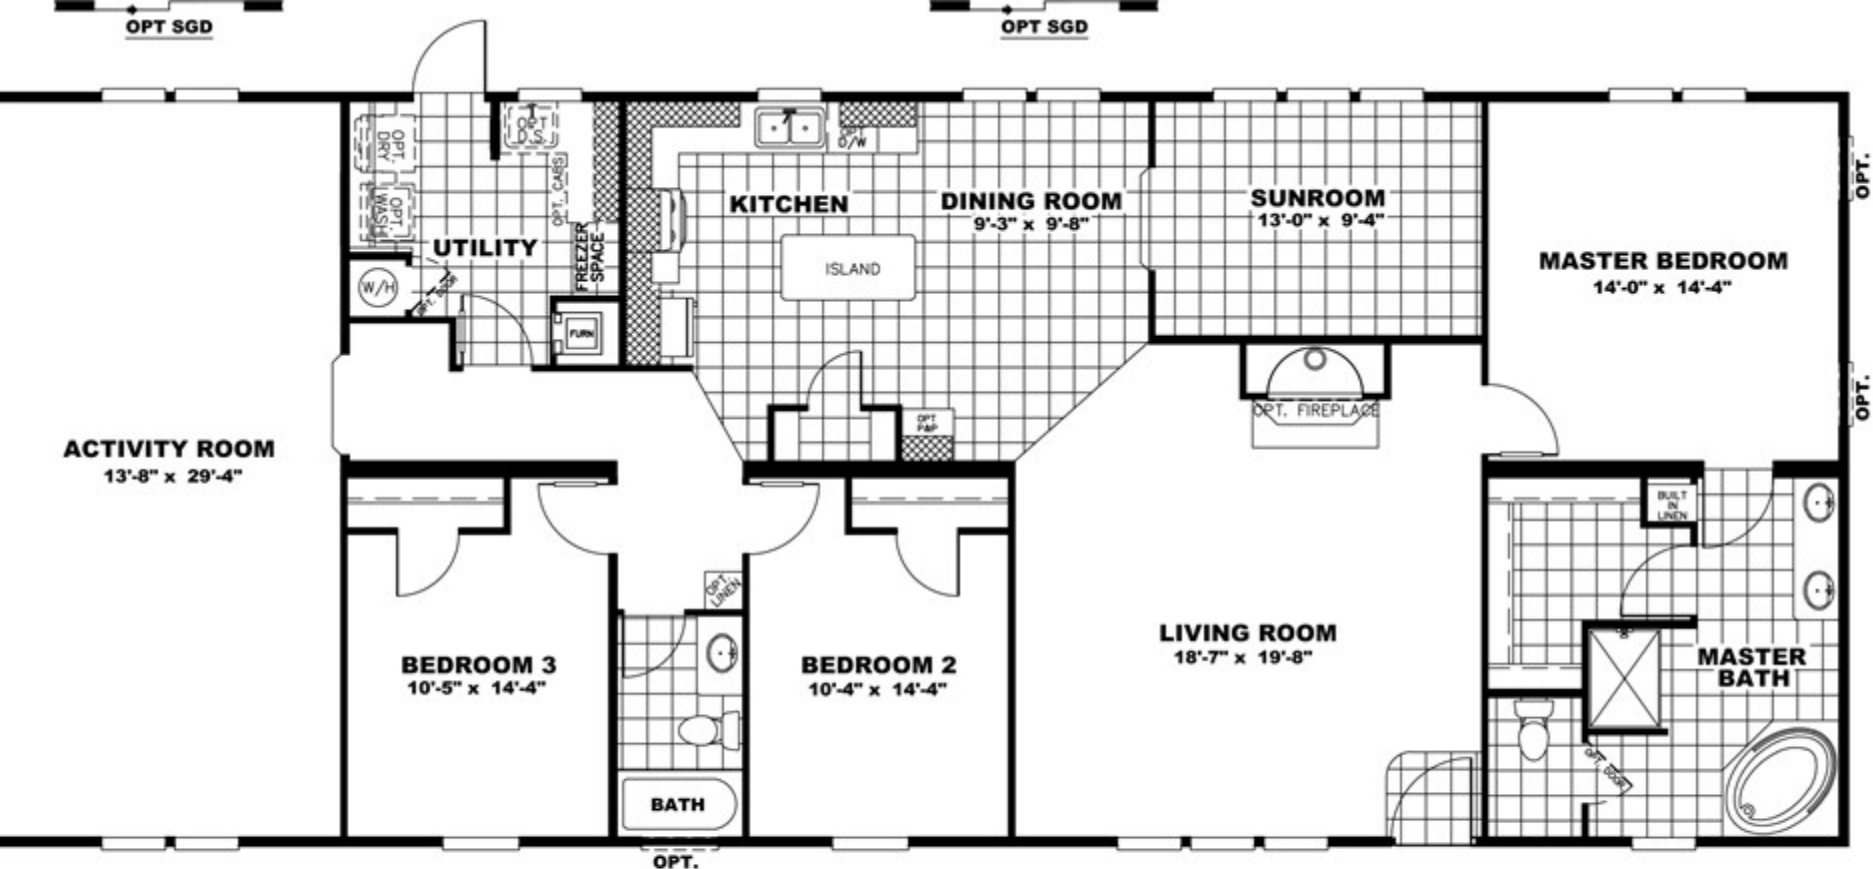 OPT SGD
OPT SGD
OPT. DRY
OPT. WASH
OPT D.S.
OPT. CABS
UTILITY
FREEZER SPACE
W/H
OPT. DOOR
FURN
KITCHEN
OPT D/W
ISLAND
OPT P&P
DINING ROOM
9'-3" x 9'-8"
SUNROOM
13'-0" x 9'-4"
MASTER BEDROOM
14'-0" x 14'-4"
OPT.
OPT.
OPT. FIREPLACE
ACTIVITY ROOM
13'-8" x 29'-4"
BUILT
IN
LINEN
OPT.
LINEN
BEDROOM 3
10'-5" x 14'-4"
BEDROOM 2
10'-4" x 14'-4"
LIVING ROOM
18'-7" x 19'-8"
MASTER
BATH
OPT. DOOR
BATH
OPT.